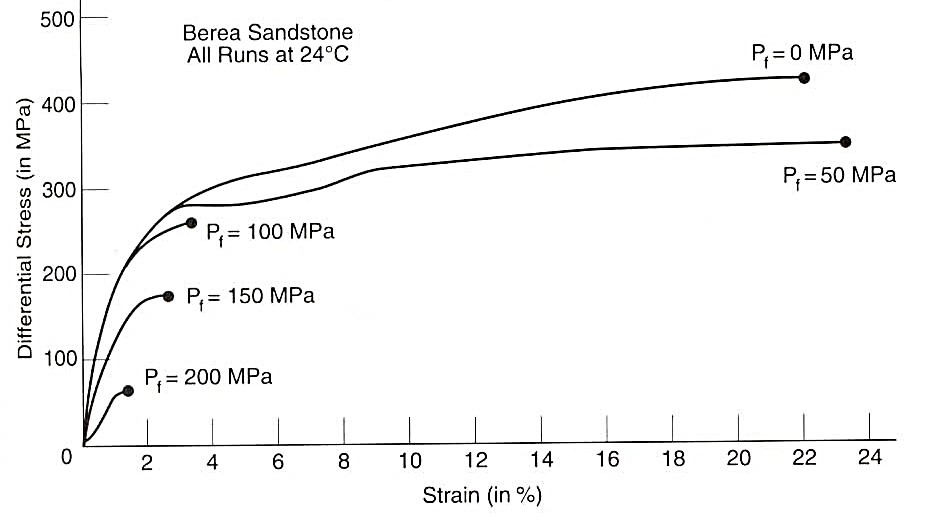 Berea Sandstone
All Runs at 24°C
Differential Stress (in MPa)
500
400
300
200
100
0
Pf = 0 MPa
Pf = 50 MPa
Pf = 100 MPa
Pf = 150 MPa
Pf = 200 MPa
2 4 6 8 10 12 14 16 18 20 22 24
Strain (in %)